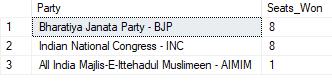 Party Seats_Won
1 Bharatiya Janata Party - BJP 8
2 Indian National Congress - INC 8
3 All India Majlis-E-Ittehadul Muslimeen - AIMIM 1